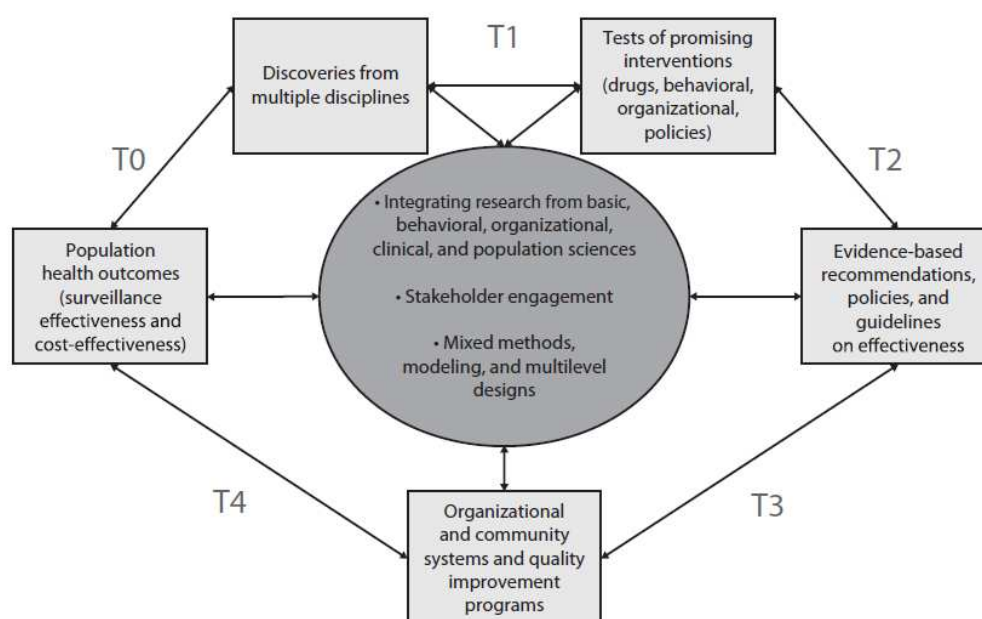 T1
Discoveries from
multiple disciplines
Tests of promising
interventions
(drugs, behavioral,
organizational,
policies)
T0
T2
• Integrating research from basic,
behavioral, organizational,
clinical, and population sciences
• Stakeholder engagement
• Mixed methods,
modeling, and multilevel
designs
Population
health outcomes
(surveillance
effectiveness and
cost-effectiveness)
Evidence-based
recommendations,
policies, and
guidelines
on effectiveness
T4
T3
Organizational
and community
systems and quality
improvement
programs